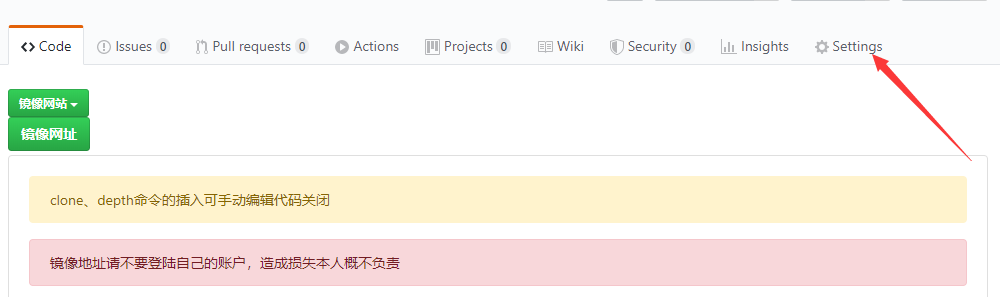 Code Issues 0 Pull requests 0 Actions Projects 0 Wiki Security 0 Insights Settings
镜像网站
镜像网址
clone、depth命令的插入可手动编辑代码关闭
镜像地址请不要登陆自己的账户，造成损失本人概不负责